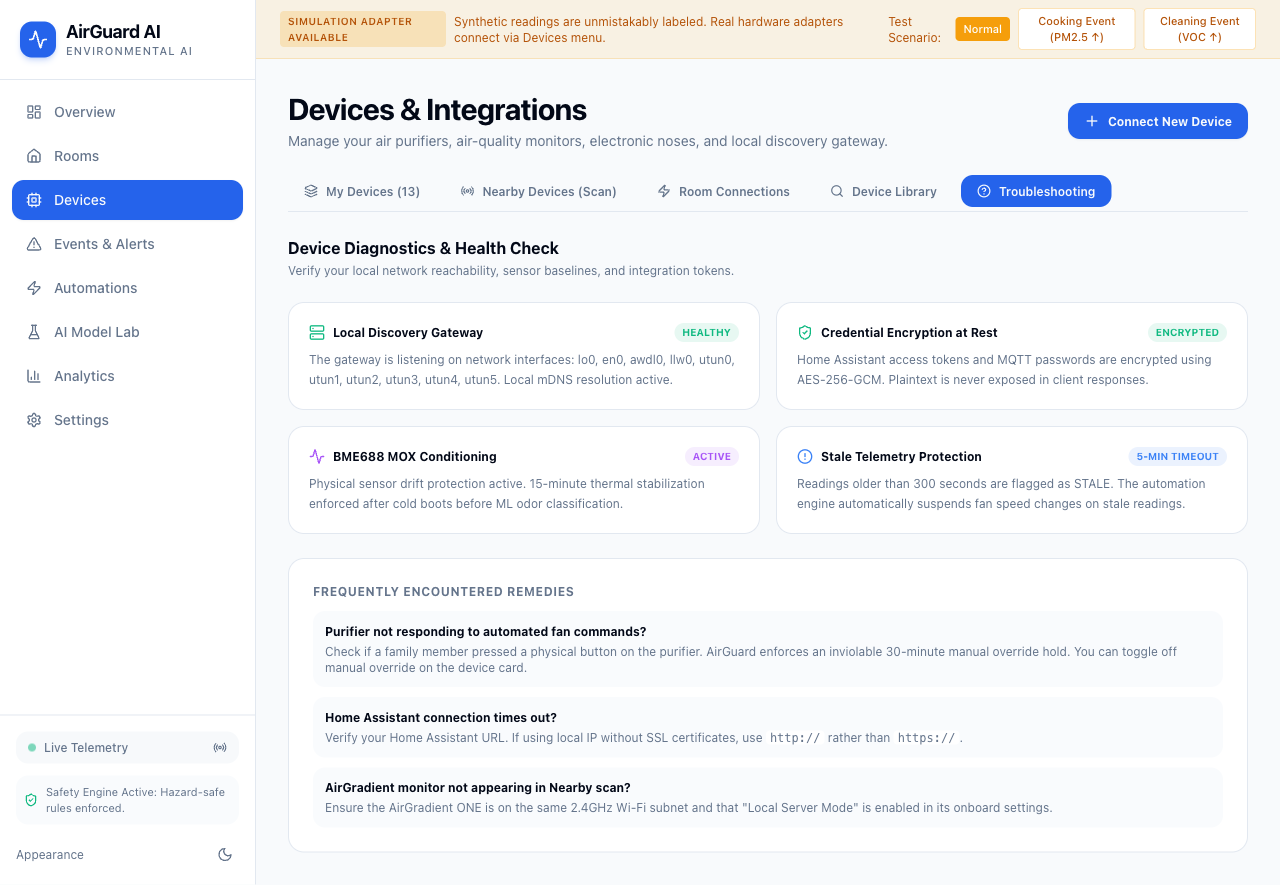 AirGuard AI
ENVIRONMENTAL AI
Overview
Rooms
Devices
Events & Alerts
Automations
AI Model Lab
Analytics
Settings
Live Telemetry
Safety Engine Active: Hazard-safe
rules enforced.
Appearance
SIMULATION ADAPTER
AVAILABLE
Synthetic readings are unmistakably labeled. Real hardware adapters
connect via Devices menu.
Test
Scenario:
Normal
Cooking Event
(PM2.5 ↑)
Cleaning Event
(VOC ↑)
Devices & Integrations
Manage your air purifiers, air-quality monitors, electronic noses, and local discovery gateway.
Connect New Device
My Devices (13)
Nearby Devices (Scan)
Room Connections
Device Library
Troubleshooting
Device Diagnostics & Health Check
Verify your local network reachability, sensor baselines, and integration tokens.
Local Discovery Gateway
HEALTHY
The gateway is listening on network interfaces: lo0, en0, awdl0, llw0, utun0,
utun1, utun2, utun3, utun4, utun5. Local mDNS resolution active.
Credential Encryption at Rest
ENCRYPTED
Home Assistant access tokens and MQTT passwords are encrypted using
AES-256-GCM. Plaintext is never exposed in client responses.
BME688 MOX Conditioning
ACTIVE
Physical sensor drift protection active. 15-minute thermal stabilization
enforced after cold boots before ML odor classification.
Stale Telemetry Protection
5-MIN TIMEOUT
Readings older than 300 seconds are flagged as STALE. The automation
engine automatically suspends fan speed changes on stale readings.
FREQUENTLY ENCOUNTERED REMEDIES
Purifier not responding to automated fan commands?
Check if a family member pressed a physical button on the purifier. AirGuard enforces an inviolable 30-minute manual override hold. You can toggle off
manual override on the device card.
Home Assistant connection times out?
Verify your Home Assistant URL. If using local IP without SSL certificates, use http:// rather than https:// .
AirGradient monitor not appearing in Nearby scan?
Ensure the AirGradient ONE is on the same 2.4GHz Wi-Fi subnet and that "Local Server Mode" is enabled in its onboard settings.